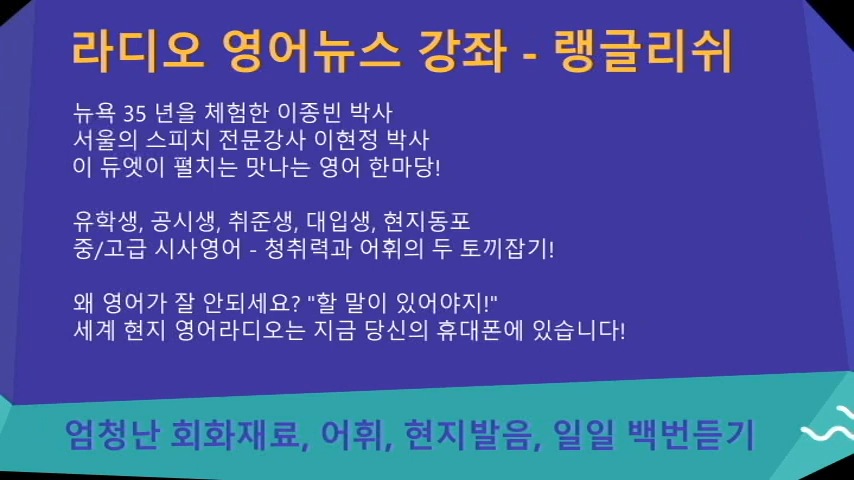 라디오 영어뉴스 강좌 - 랭글리쉬
뉴욕 35 년을 체험한 이종빈 박사
서울의 스피치 전문강사 이현정 박사
이 듀엣이 펼치는 맛나는 영어 한마당!
유학생, 공시생, 취준생, 대입생, 현지동포
중/고급 시사영어 - 청취력과 어휘의 두 토끼잡기!
왜 영어가 잘 안되세요? "할 말이 있어야지!"
세계 현지 영어라디오는 지금 당신의 휴대폰에 있습니다!
엄청난 회화재료, 어휘, 현지발음, 일일 백번듣기